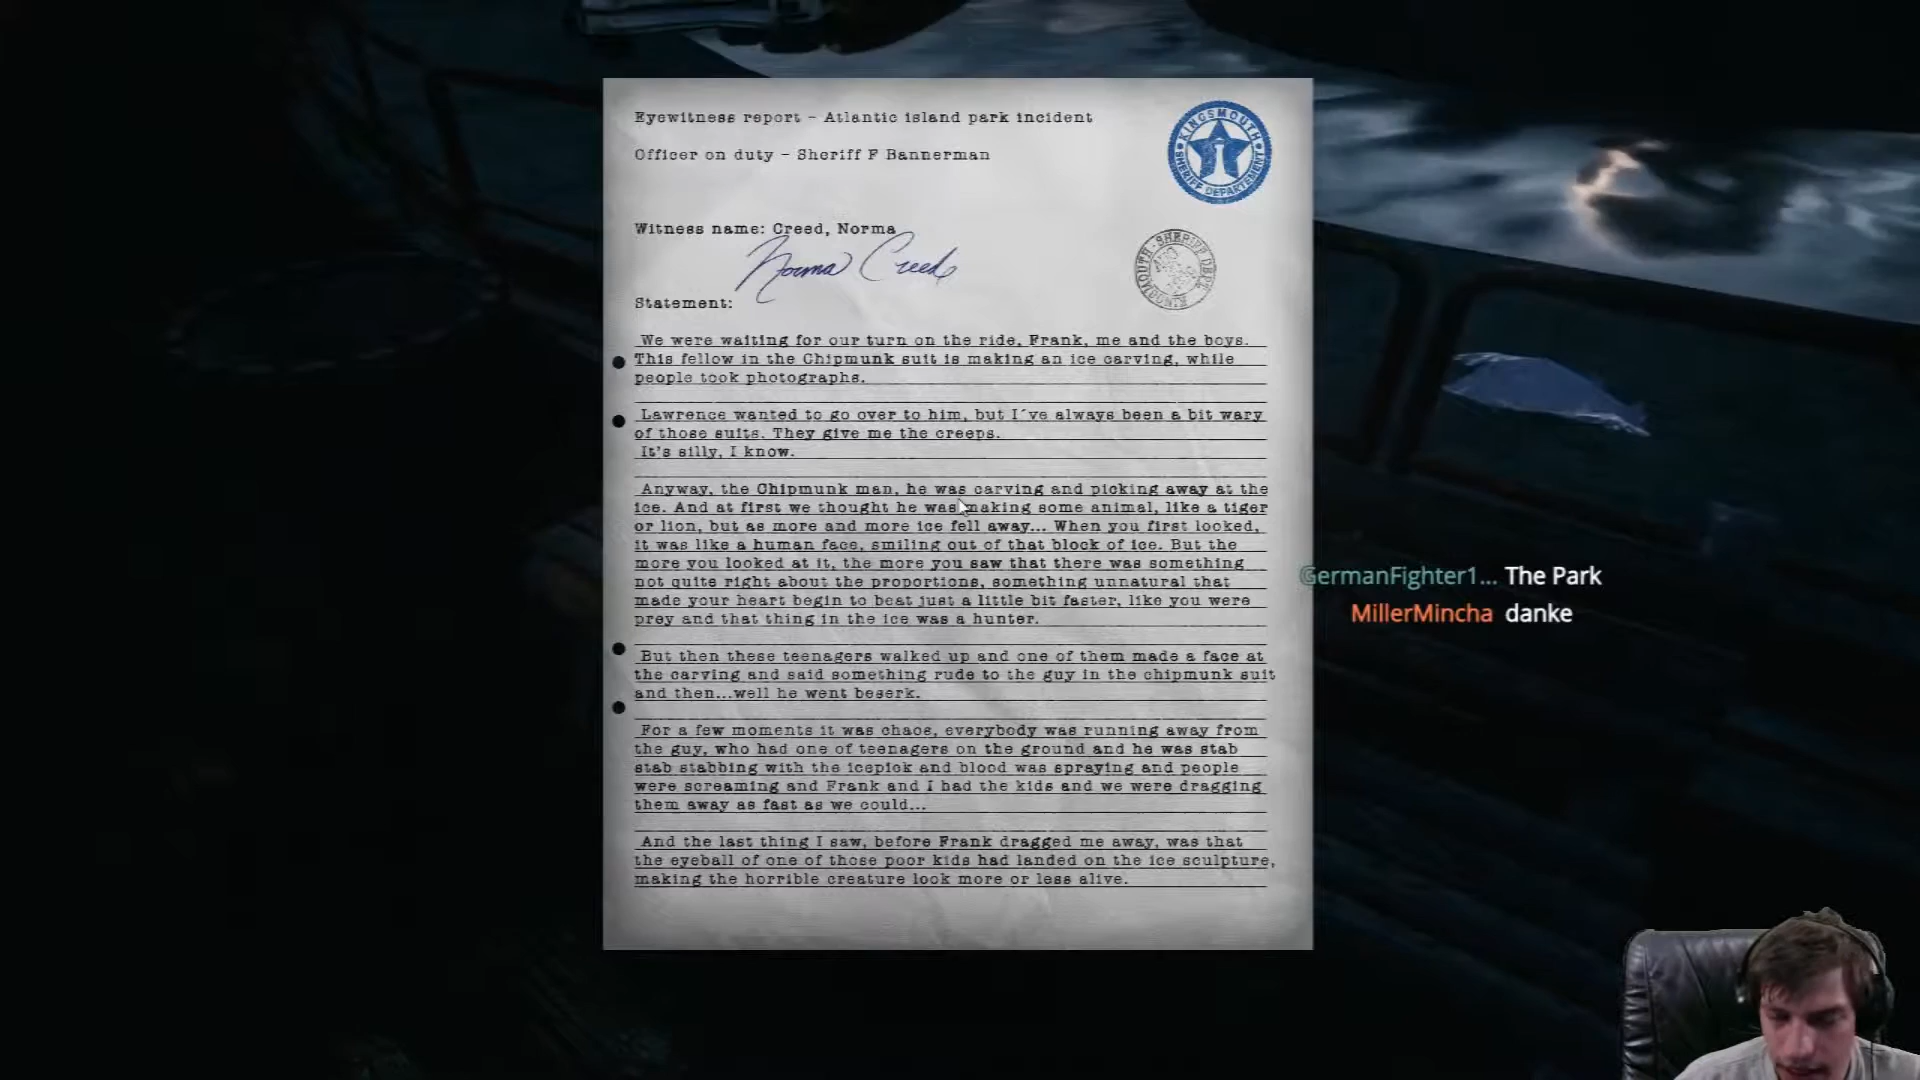 Eyewitness report - Atlantic island park incident
Officer on duty - Sheriff F Bannerman
KINGSMOUTH
SHERIFF DEPARTEMENT
Witness name: Creed, Norma
Norma Creed
Statement:
We were waiting for our turn on the ride, Frank, me and the boys.
This fellow in the Chipmunk suit is making an ice carving, while
people took photographs.
Lawrence wanted to go over to him, but I´ve always been a bit wary
of those suits. They give me the creeps.
It's silly, I know.
Anyway, the Chipmunk man, he was carving and picking away at the
ice. And at first we thought he was making some animal, like a tiger
or lion, but as more and more ice fell away... When you first looked,
it was like a human face, smiling out of that block of ice. But the
more you looked at it, the more you saw that there was something
not quite right about the proportions, something unnatural that
made your heart begin to beat just a little bit faster, like you were
prey and that thing in the ice was a hunter.
But then these teenagers walked up and one of them made a face at
the carving and said something rude to the guy in the chipmunk suit
and then...well he went beserk.
For a few moments it was chaos, everybody was running away from
the guy, who had one of teenagers on the ground and he was stab
stab stabbing with the icepick and blood was spraying and people
were screaming and Frank and I had the kids and we were dragging
them away as fast as we could...
And the last thing I saw, before Frank dragged me away, was that
the eyeball of one of those poor kids had landed on the ice sculpture,
making the horrible creature look more or less alive.
GermanFighter1... The Park
MillerMincha danke